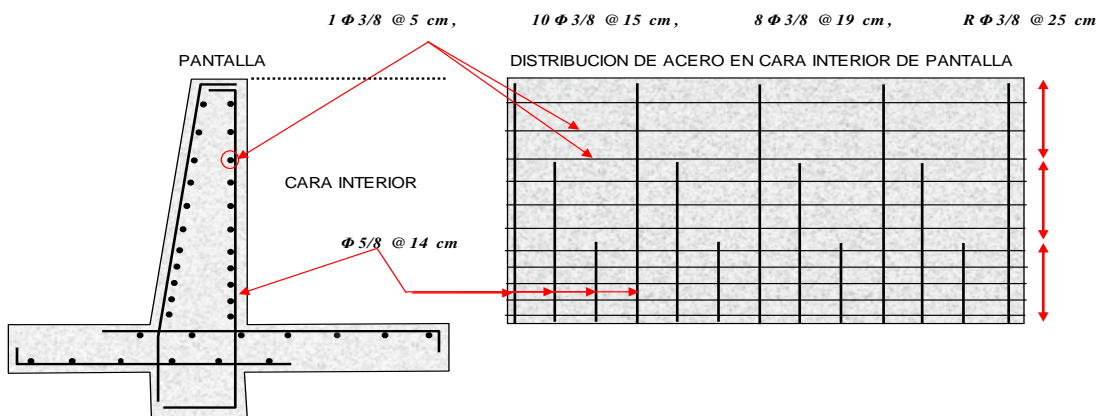 1 Φ 3/8 @ 5 cm, 10 Φ 3/8 @ 15 cm, 8 Φ 3/8 @ 19 cm, R Φ 3/8 @ 25 cm
PANTALLA DISTRIBUCION DE ACERO EN CARA INTERIOR DE PANTALLA
CARA INTERIOR
Φ 5/8 @ 14 cm